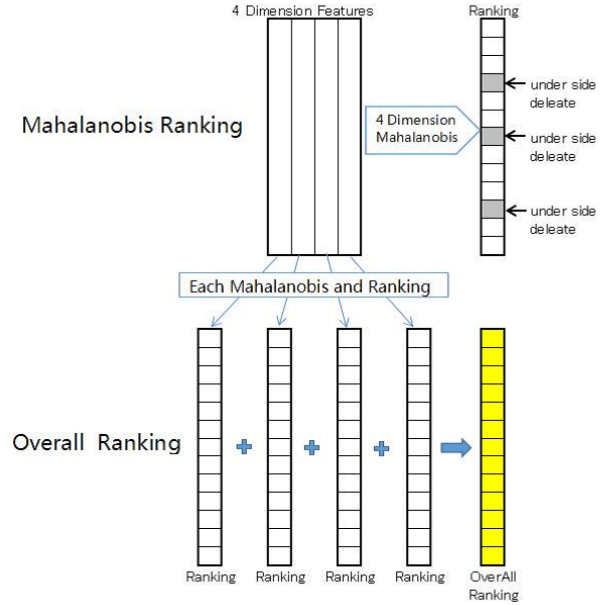 4 Dimension Features
Ranking
under side
deleate
Mahalanobis Ranking
4 Dimension
Mahalanobis
under side
deleate
under side
deleate
Each Mahalanobis and Ranking
Overall Ranking
Ranking
Ranking
Ranking
Ranking
OverAll
Ranking